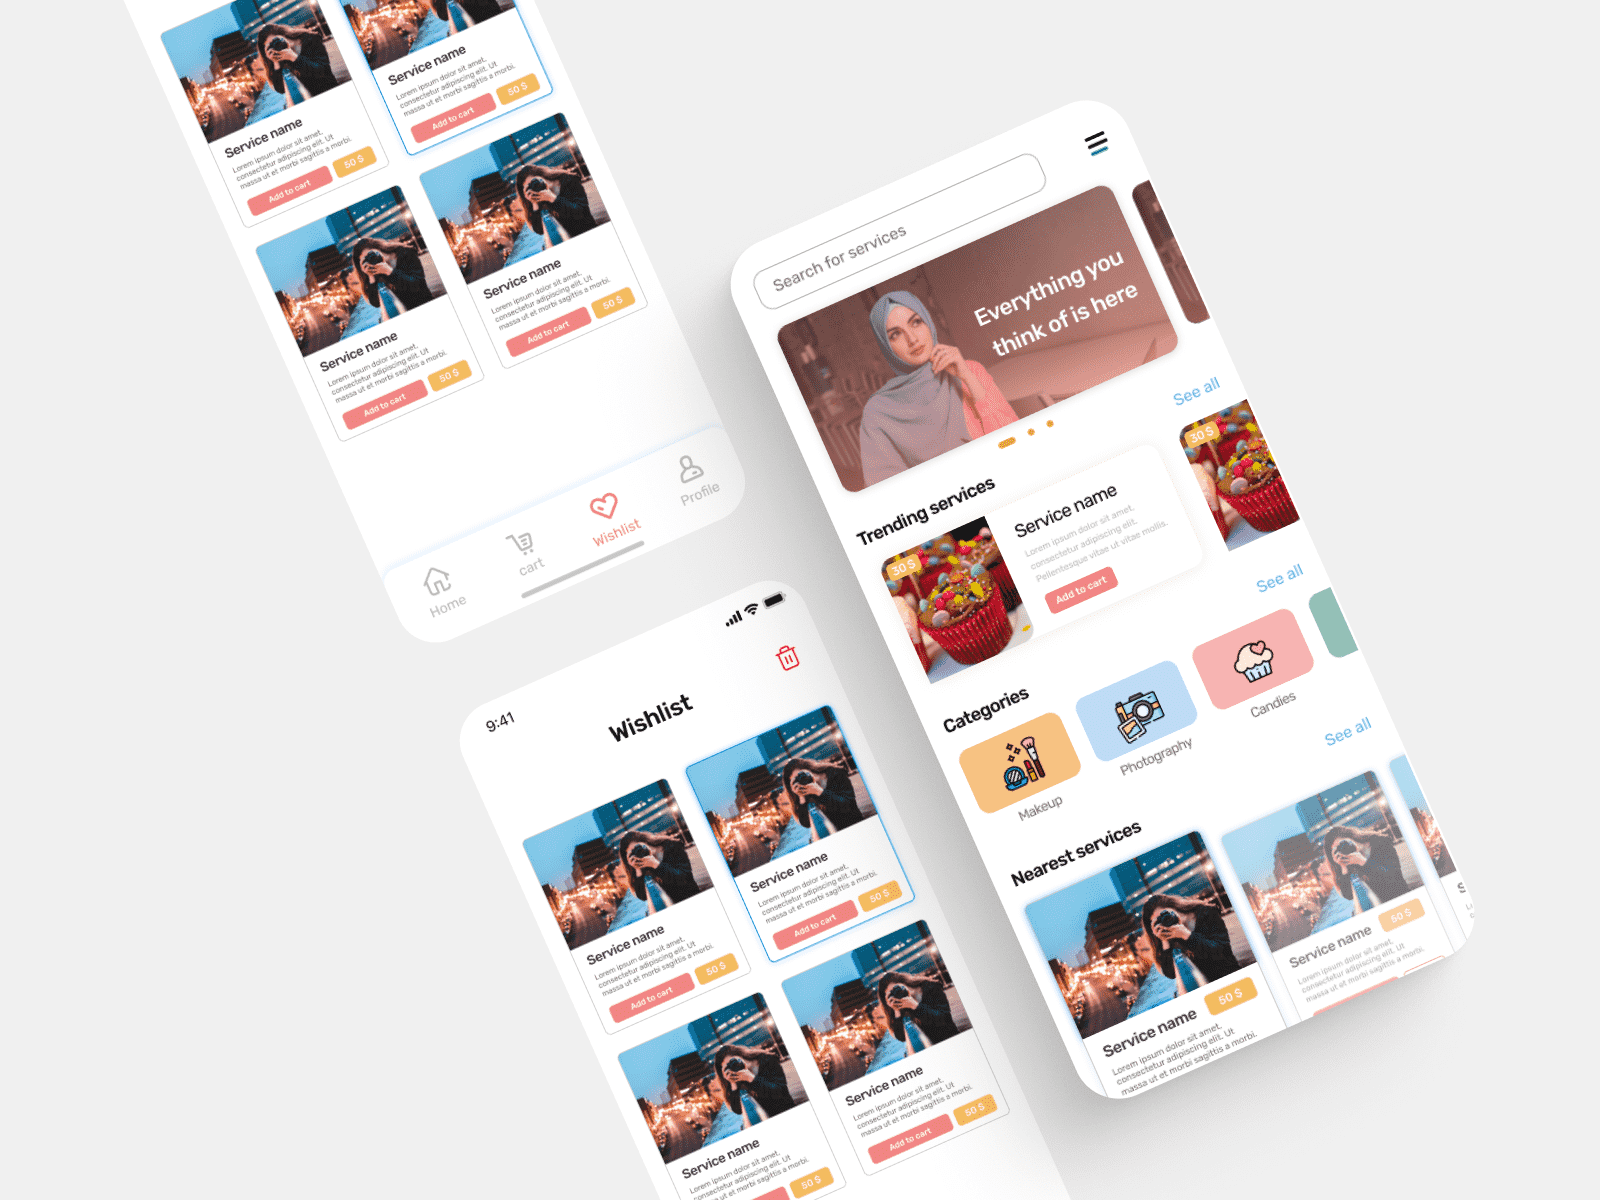 Service name
Lorem ipsum dolor sit amet,
consectetur adipiscing elit. Ut
massa ut et morbi sagittis a morbi.
Add to cart
50 $
Service name
Lorem ipsum dolor sit amet,
consectetur adipiscing elit. Ut
massa ut et morbi sagittis a morbi.
Add to cart
50 $
Service name
Lorem ipsum dolor sit amet,
consectetur adipiscing elit. Ut
massa ut et morbi sagittis a morbi.
Add to cart
50 $
Service name
Lorem ipsum dolor sit amet,
consectetur adipiscing elit. Ut
massa ut et morbi sagittis a morbi.
Add to cart
50 $
Home
cart
Wishlist
Profile
9:41
Wishlist
Service name
Lorem ipsum dolor sit amet,
consectetur adipiscing elit. Ut
massa ut et morbi sagittis a morbi.
Add to cart
50 $
Service name
Lorem ipsum dolor sit amet,
consectetur adipiscing elit. Ut
massa ut et morbi sagittis a morbi.
Add to cart
50 $
Service name
Lorem ipsum dolor sit amet,
consectetur adipiscing elit. Ut
massa ut et morbi sagittis a morbi.
50 $
Service name
Lorem ipsum dolor sit amet,
consectetur adipiscing elit. Ut
massa ut et morbi sagittis a morbi.
Add to cart
50 $
Search for services
Everything you
think of is here
Trending services
See all
30 $
Service name
Lorem ipsum dolor sit amet,
consectetur adipiscing elit.
Pellentesque vitae ut vitae mollis.
Add to cart
30 $
Categories
See all
Makeup
Photography
Candies
Nearest services
See all
Service name
50 $
Lorem ipsum dolor sit amet,
consectetur adipiscing elit. Ut
massa ut et morbi sagittis a morbi.
Service name
50 $
Lorem ipsum dolor sit amet,
consectetur adipiscing elit. Ut
massa ut et morbi sagittis a morbi.